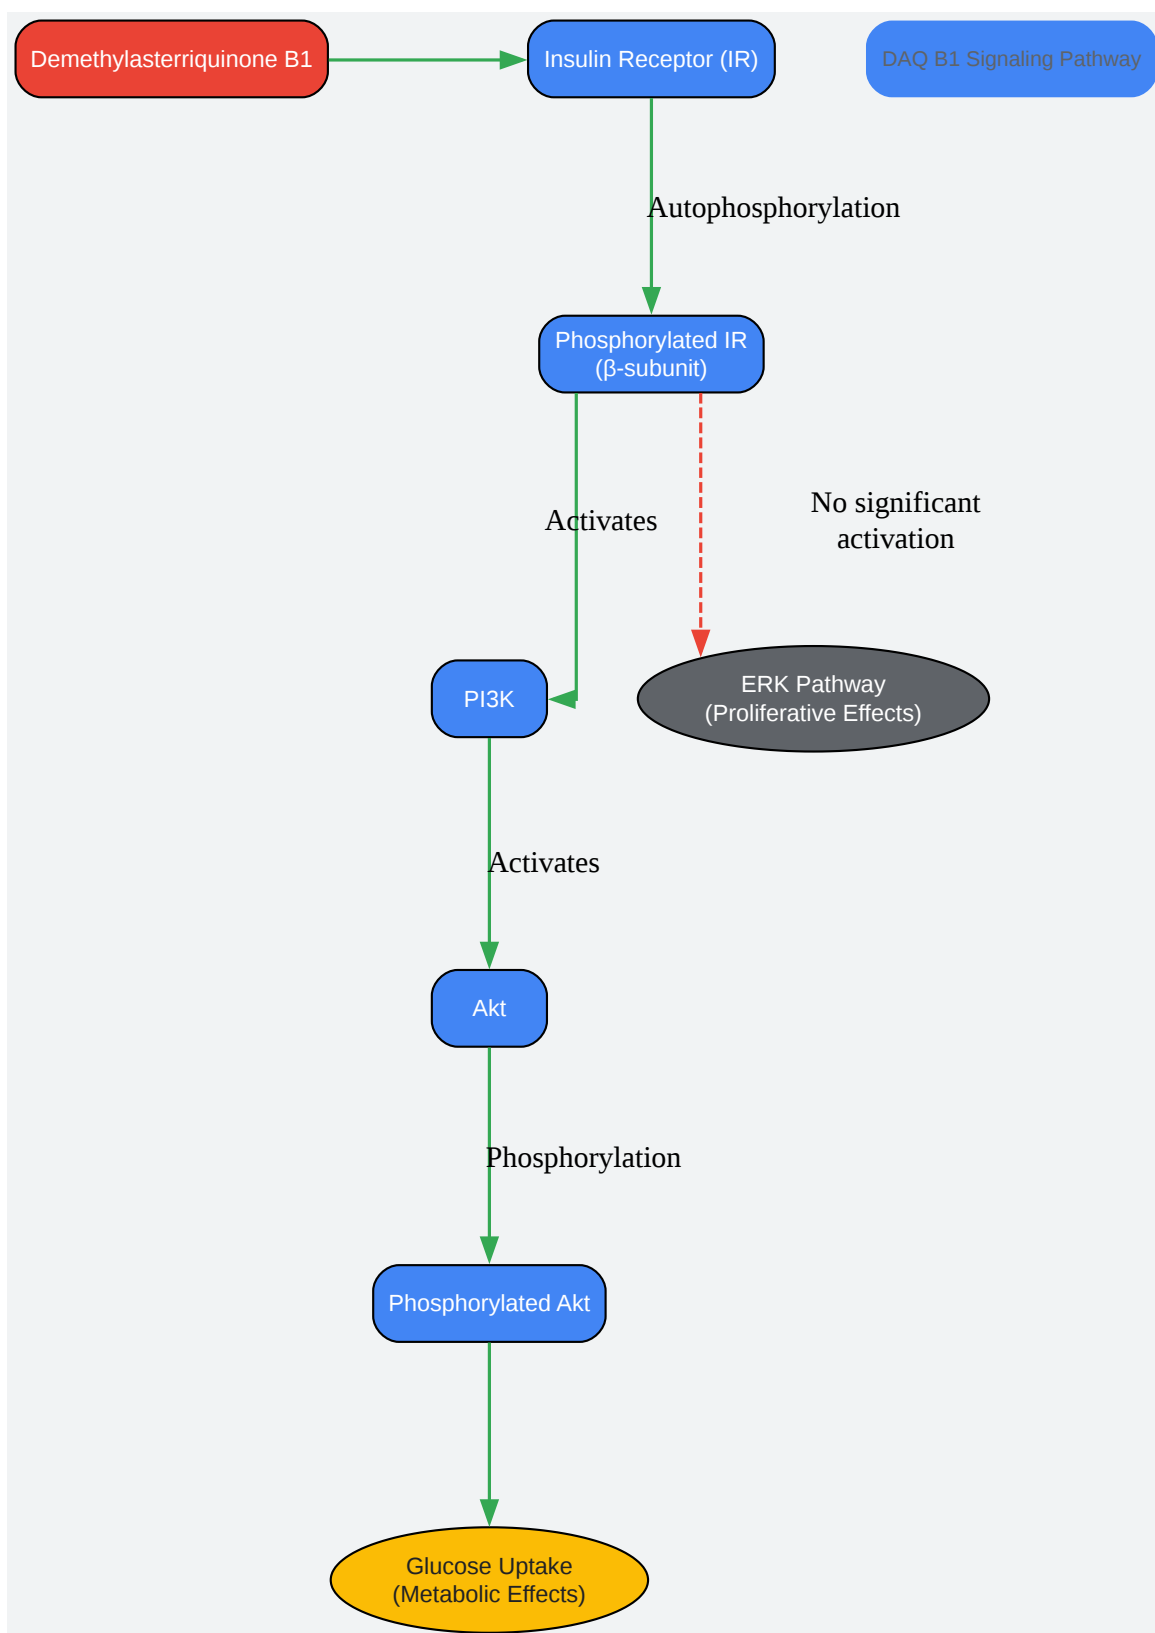 Demethylasterriquinone B1
Insulin Receptor (IR)
DAQ B1 Signaling Pathway
Autophosphorylation
Phosphorylated IR
(β-subunit)
Activates
No significant
activation
PI3K
ERK Pathway
(Proliferative Effects)
Activates
Akt
Phosphorylation
Phosphorylated Akt
Glucose Uptake
(Metabolic Effects)